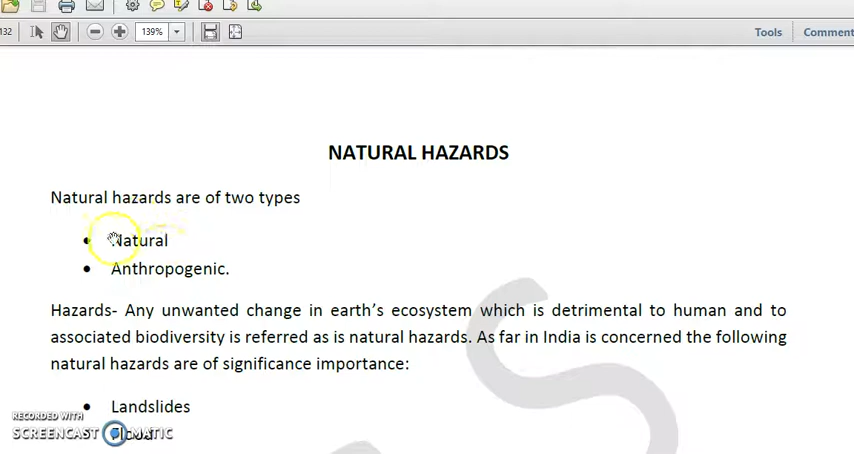 132
139%
Tools
Comment
NATURAL HAZARDS
Natural hazards are of two types
• Natural
• Anthropogenic.
Hazards- Any unwanted change in earth's ecosystem which is detrimental to human and to
associated biodiversity is referred as is natural hazards. As far in India is concerned the following
natural hazards are of significance importance:
• Landslides
• Flood
RECORDED WITH
SCREENCAST MATIC